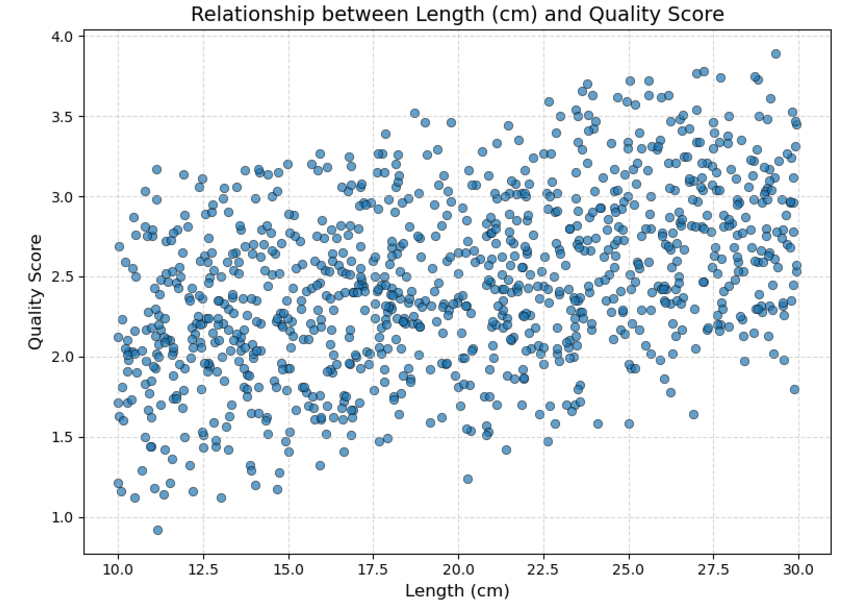 Relationship between Length (cm) and Quality Score
4.0
3.5
3.0
2.5
2.0
1.5
1.0
Quality Score
10.0 12.5 15.0 17.5 20.0 22.5 25.0 27.5 30.0
Length (cm)